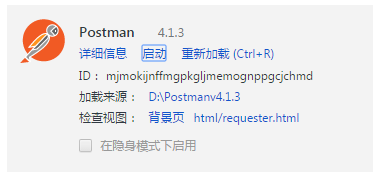 Postman 4.1.3
详细信息 启动 重新加载 (Ctrl+R)
ID： mjmokijnffmgpkgljmemognppgcjchmd
加载来源： D:\Postmanv4.1.3
检查视图： 背景页 html/requester.html
在隐身模式下启用